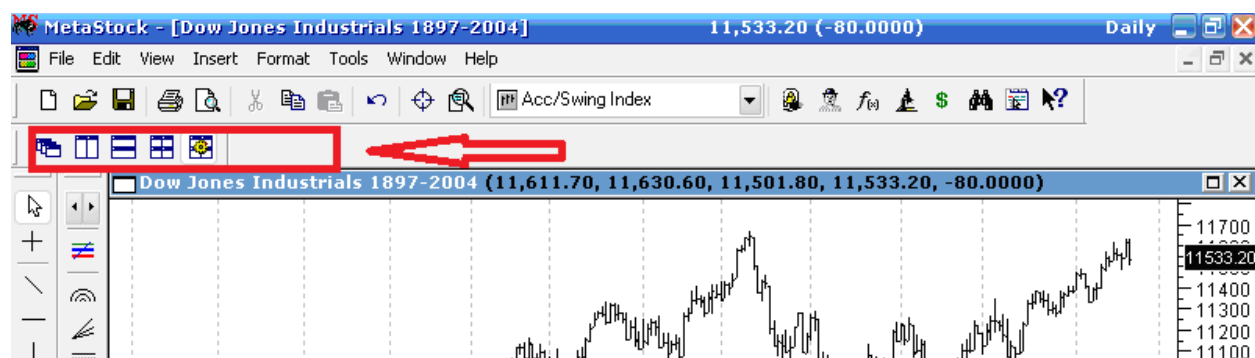 MetaStock - [Dow Jones Industrials 1897-2004] 11,533.20 (-80.0000) Daily
File Edit View Insert Format Tools Window Help
Acc/Swing Index
Dow Jones Industrials 1897-2004 (11,611.70, 11,630.60, 11,501.80, 11,533.20, -80.0000)
11700
11533.20
11400
11300
11200
11100